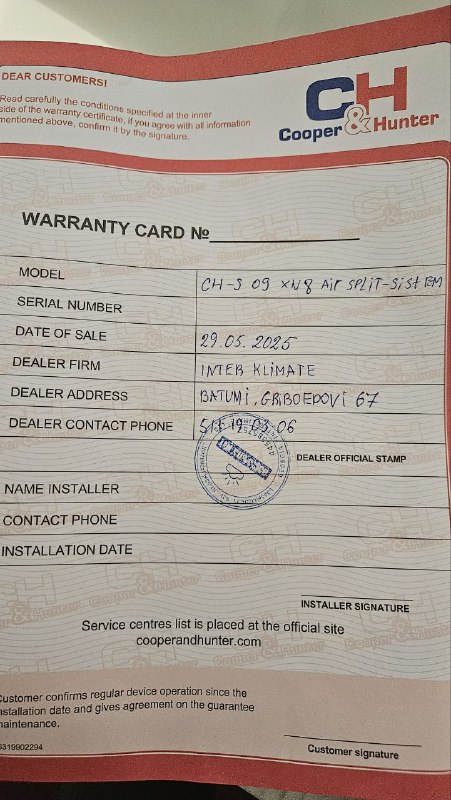 DEAR CUSTOMERS!
Read carefully the conditions specified at the inner
side of the warranty certificate, if you agree with all information
mentioned above, confirm it by the signature.
CH
Cooper&Hunter
WARRANTY CARD №
MODEL CH-S 09 XN8 Air SPLIT-SiStEM
SERIAL NUMBER
DATE OF SALE 29.05.2025
DEALER FIRM INTER KLIMATE
DEALER ADDRESS BATUMI, GRIBOEDOVI 67
DEALER CONTACT PHONE
DEALER OFFICIAL STAMP
NAME INSTALLER
CONTACT PHONE
INSTALLATION DATE
INSTALLER SIGNATURE
Service centres list is placed at the official site
cooperandhunter.com
Customer confirms regular device operation since the
installation date and gives agreement on the guarantee
maintenance.
5319902294
Customer signature